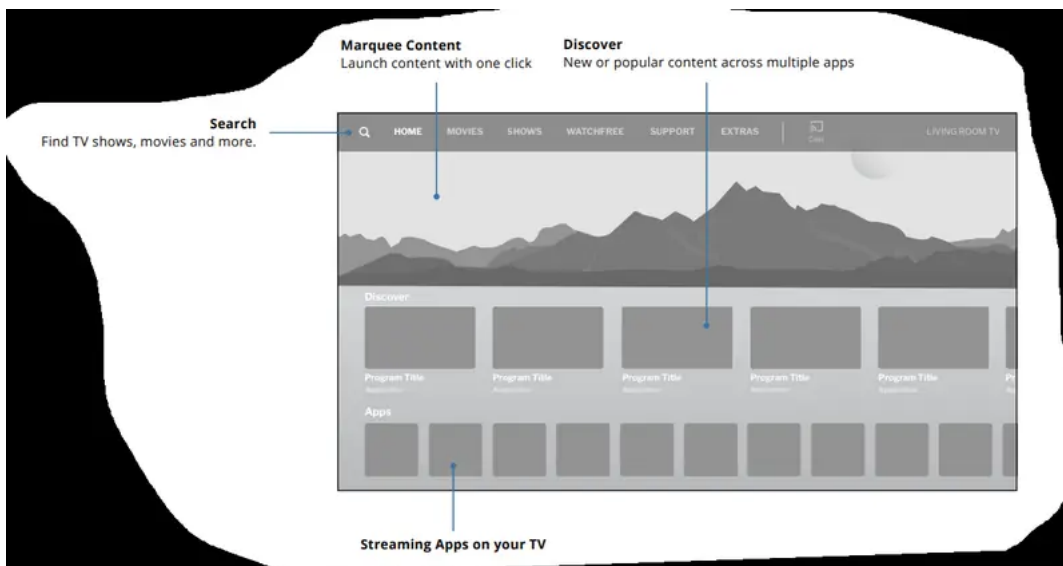 Marquee Content
Launch content with one click
Discover
New or popular content across multiple apps
Search
Find TV shows, movies and more.
HOME MOVIES SHOWS WATCHFREE SUPPORT EXTRAS LIVING ROOM TV
Discover
Program Title Program Title Program Title Program Title Program Title
Apps
Streaming Apps on your TV